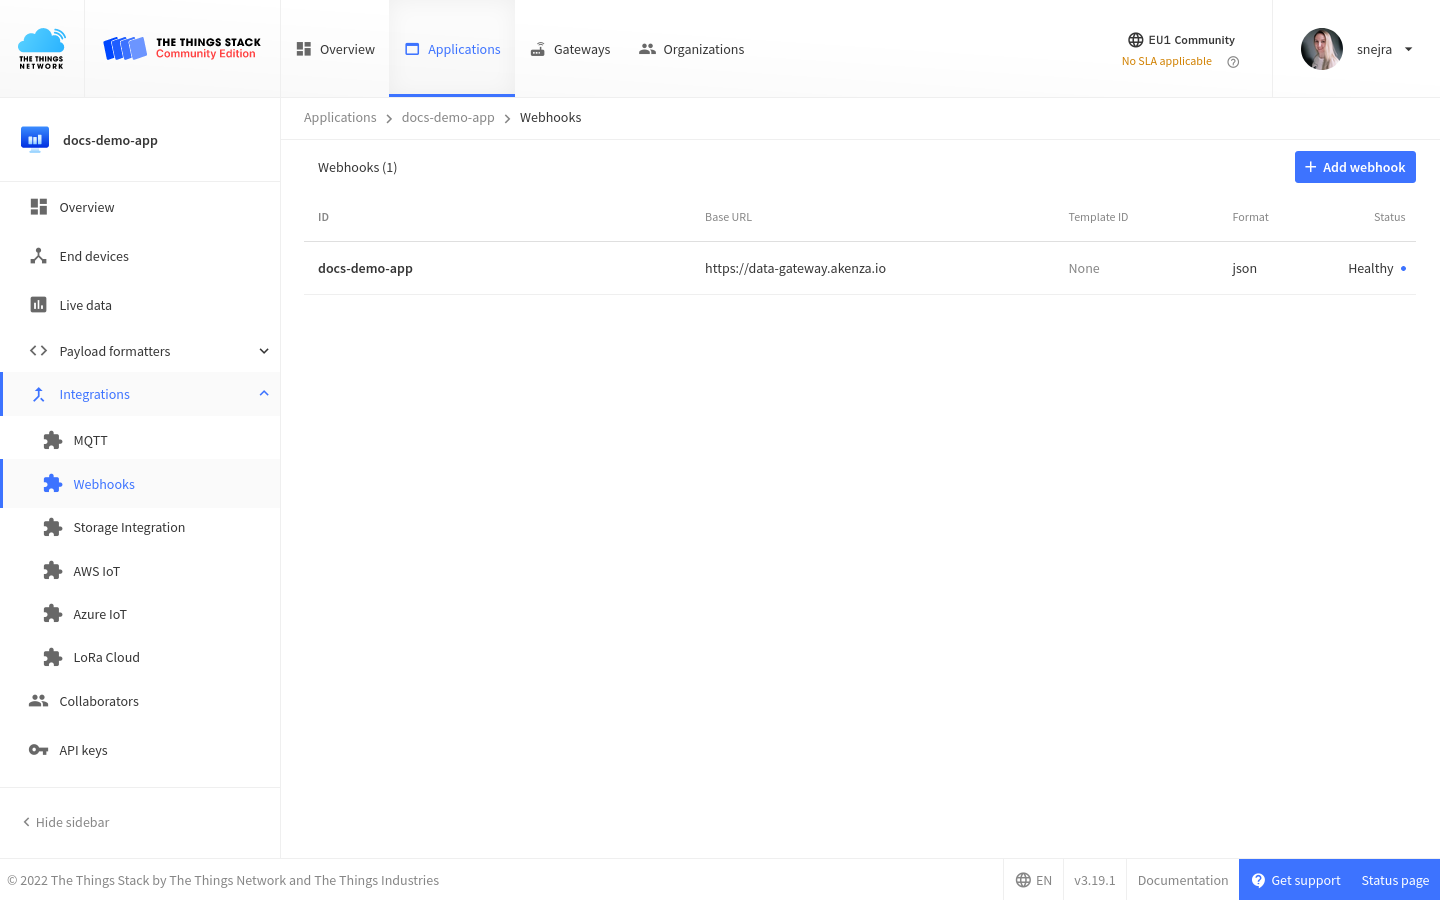 THE THINGS
NETWORK
THE THINGS STACK
Community Edition
Overview
Applications
Gateways
Organizations
EU1 Community
No SLA applicable
snejra
docs-demo-app
Overview
End devices
Live data
Payload formatters
Integrations
MQTT
Webhooks
Storage Integration
AWS IoT
Azure IoT
LoRa Cloud
Collaborators
API keys
Hide sidebar
Applications > docs-demo-app > Webhooks
Webhooks (1)
+ Add webhook
ID Base URL Template ID Format Status
docs-demo-app https://data-gateway.akenza.io None json Healthy
© 2022 The Things Stack by The Things Network and The Things Industries
EN
v3.19.1
Documentation
Get support
Status page